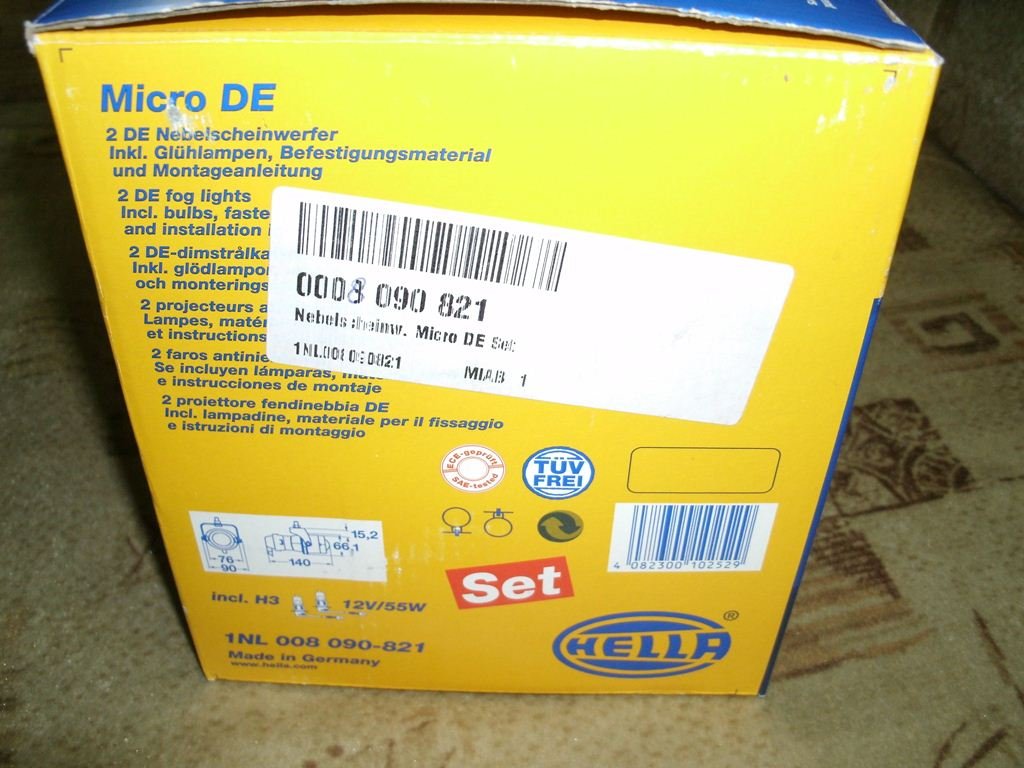 Micro DE
2 DE Nebelscheinwerfer
Inkl. Glühlampen, Befestigungsmaterial
und Montageanleitung
2 DE fog lights
Incl. bulbs, faste
and installation
2 DE-dimstrålka
Inkl. glödlampor
och monterings
2 projecteurs a
Lampes, matér
et instructions
2 faros antinie
Se incluyen lámparas,
e instrucciones de montaje
2 proiettore fendinebbia DE
Incl. lampadine, materiale per il fissaggio
e istruzioni di montaggio
0008 090 821
Nebelscheinw. Micro DE Set
1NL008090821 MIAB 1
ECE-geprüft
SAE-tested
TÜV
FREI
15,2
66,1
76
90
140
4 082300 102529
Set
incl. H3 12V/55W
HELLA®
1NL 008 090-821
Made in Germany
www.hella.com